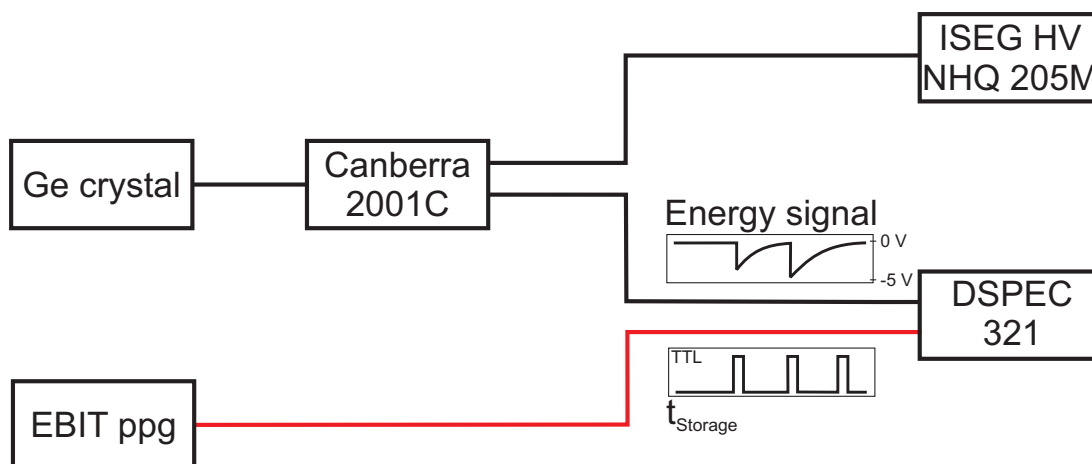 ISEG HV
NHQ 205M
Ge crystal
Canberra
2001C
Energy signal
0 V
-5 V
DSPEC
321
TTL
tStorage
EBIT ppg